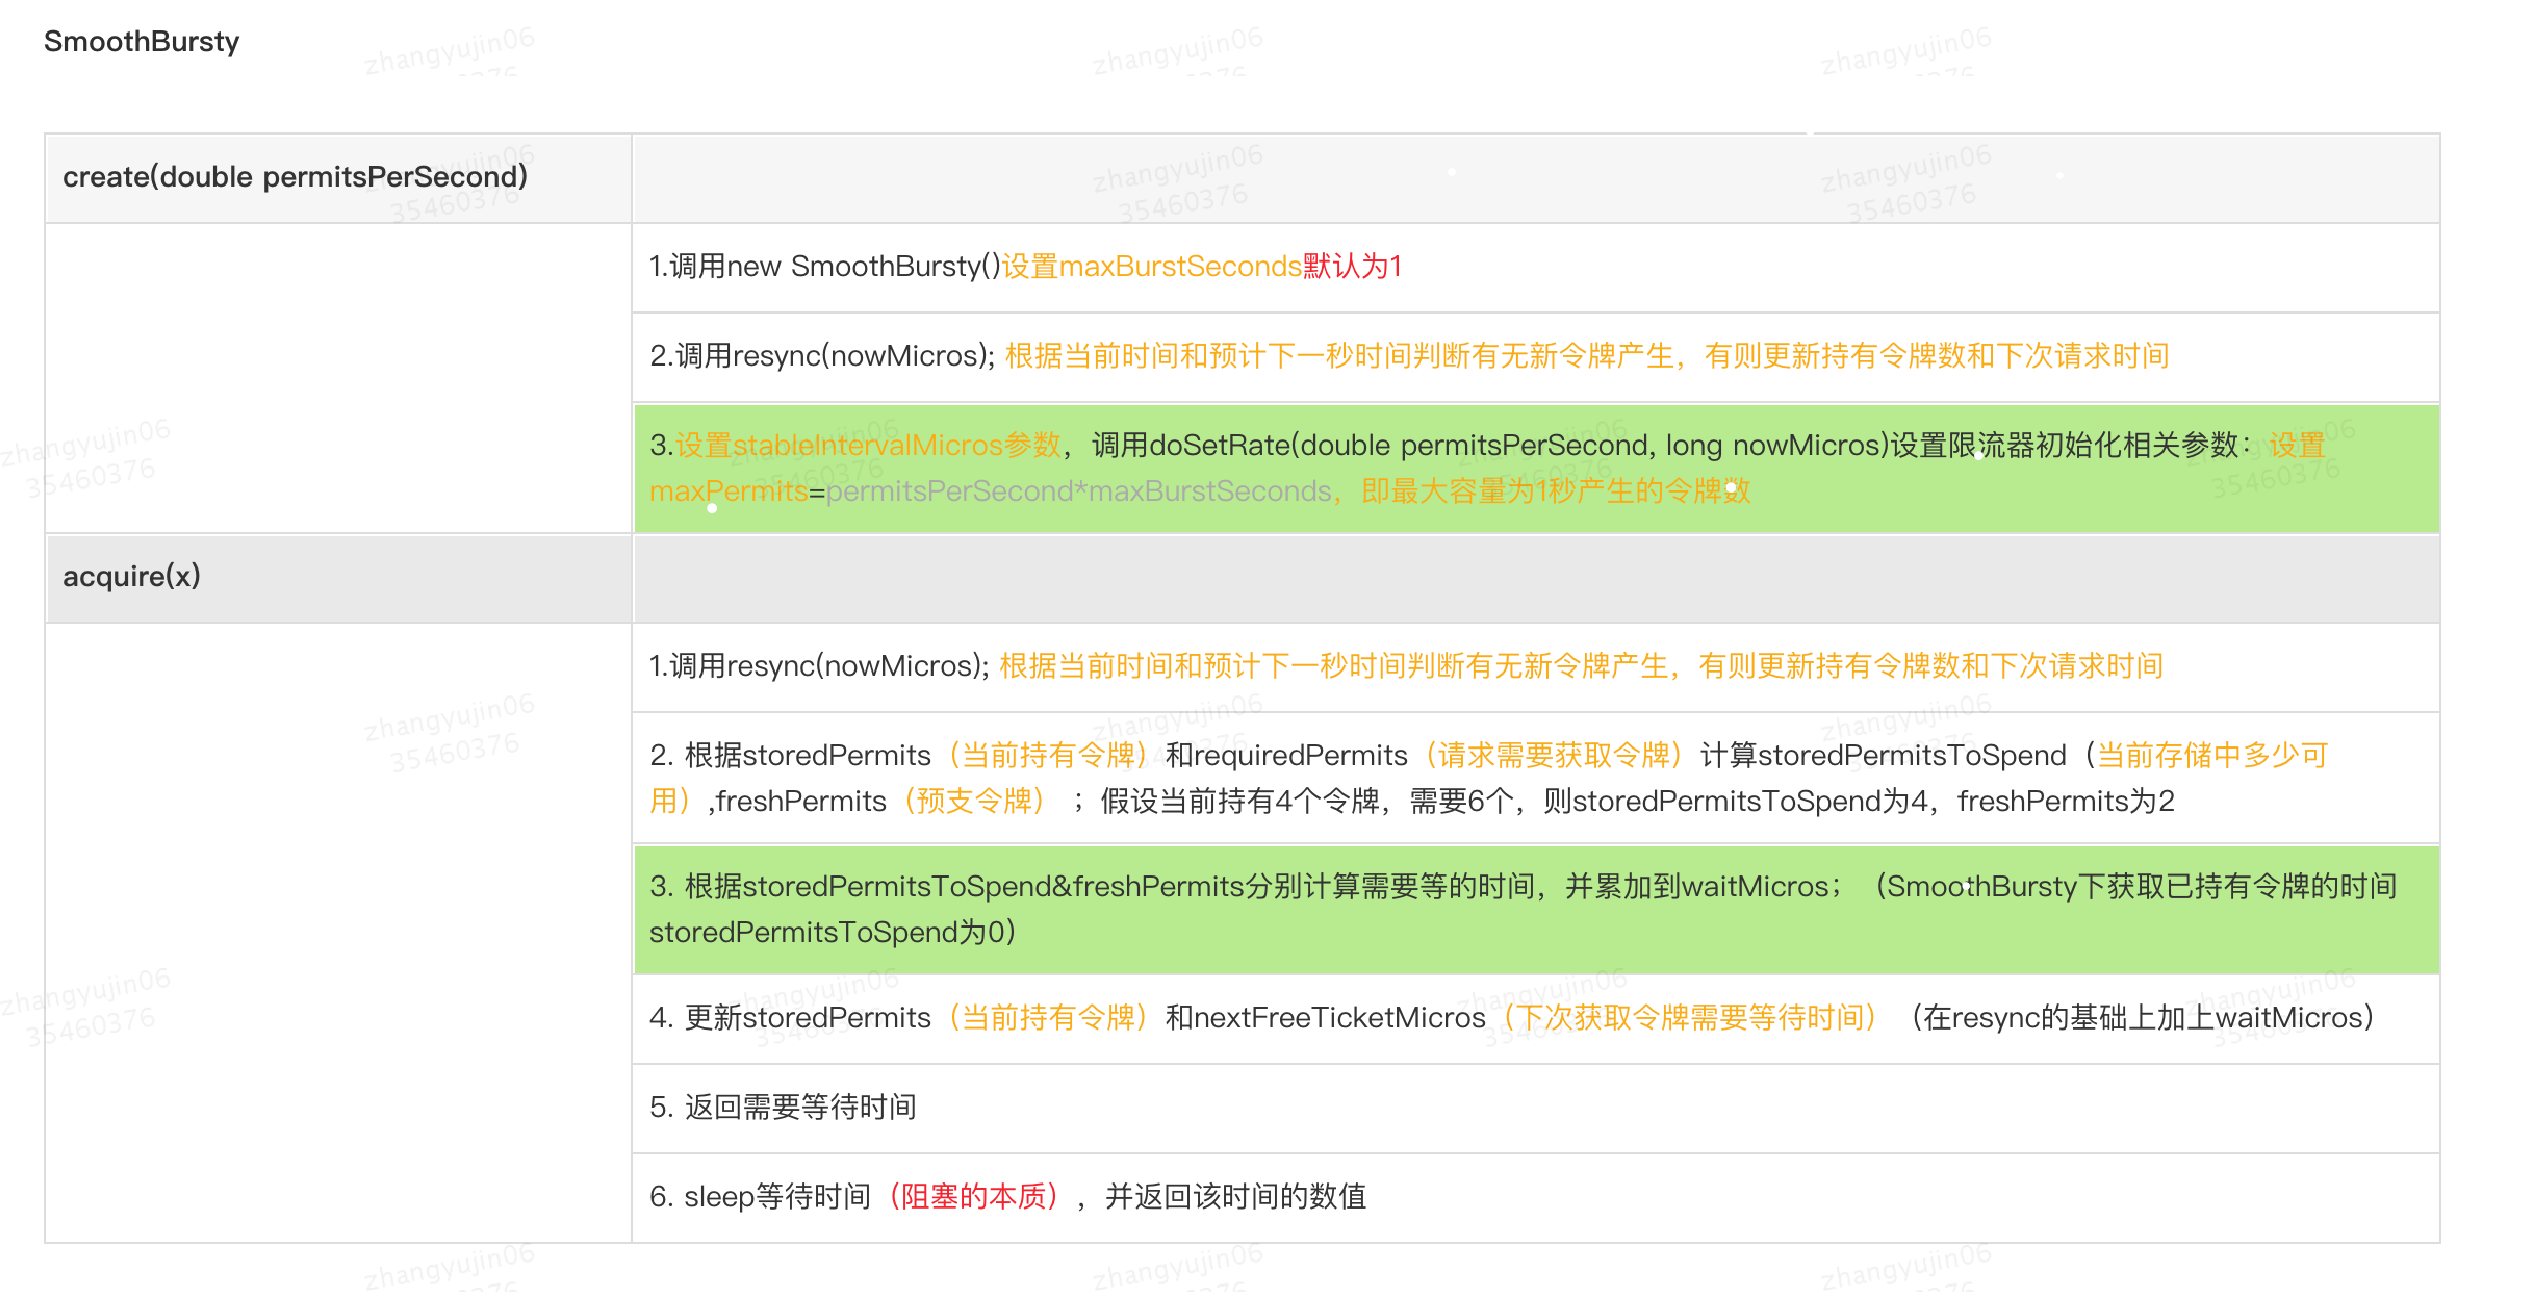 SmoothBursty
create(double permitsPerSecond)
1.调用new SmoothBursty()设置maxBurstSeconds默认为1
2.调用resync(nowMicros); 根据当前时间和预计下一秒时间判断有无新令牌产生，有则更新持有令牌数和下次请求时间
3.设置stableIntervalMicros参数，调用doSetRate(double permitsPerSecond, long nowMicros)设置限流器初始化相关参数：设置
maxPermits=permitsPerSecond*maxBurstSeconds，即最大容量为1秒产生的令牌数
acquire(x)
1.调用resync(nowMicros); 根据当前时间和预计下一秒时间判断有无新令牌产生，有则更新持有令牌数和下次请求时间
2. 根据storedPermits（当前持有令牌）和requiredPermits（请求需要获取令牌）计算storedPermitsToSpend（当前存储中多少可
用）,freshPermits（预支令牌）；假设当前持有4个令牌，需要6个，则storedPermitsToSpend为4，freshPermits为2
3. 根据storedPermitsToSpend&freshPermits分别计算需要等的时间，并累加到waitMicros；（SmoothBursty下获取已持有令牌的时间
storedPermitsToSpend为0）
4. 更新storedPermits（当前持有令牌）和nextFreeTicketMicros（下次获取令牌需要等待时间）（在resync的基础上加上waitMicros）
5. 返回需要等待时间
6. sleep等待时间（阻塞的本质），并返回该时间的数值
zhangyujin06
35460376